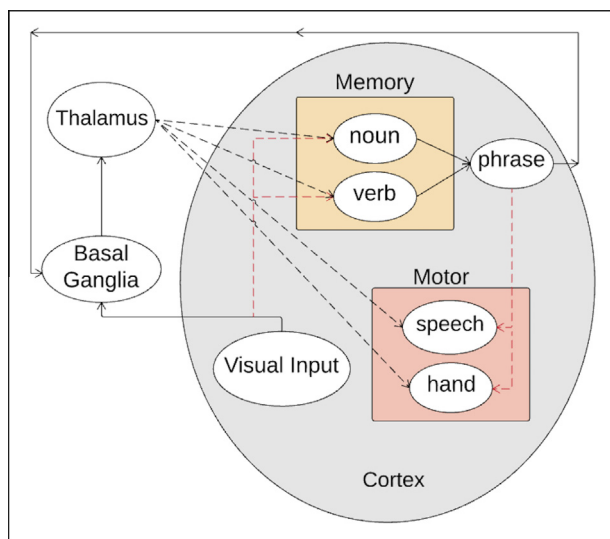 Memory
Thalamus
noun
phrase
verb
Basal
Ganglia
Motor
speech
Visual Input
hand
Cortex